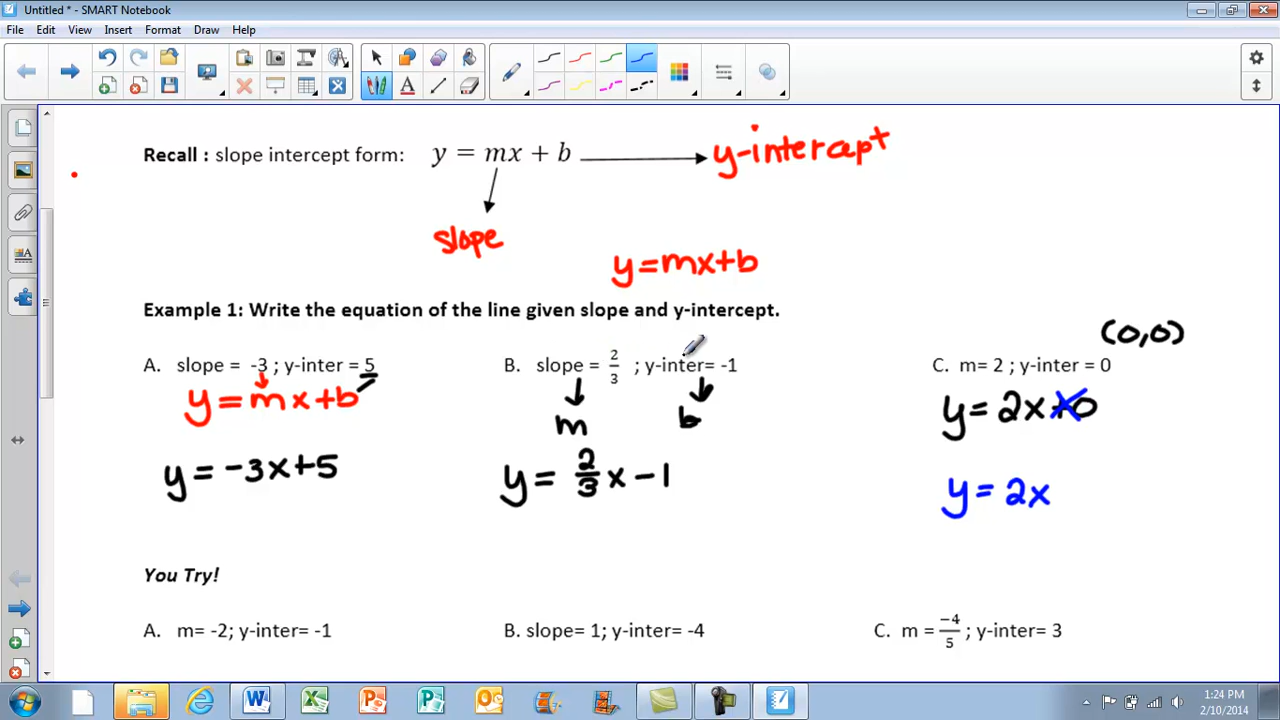 Untitled * - SMART Notebook
File Edit View Insert Format Draw Help
Recall : slope intercept form: y = mx + b y-intercept
slope
y=mx+b
Example 1: Write the equation of the line given slope and y-intercept.
(0,0)
A. slope = -3 ; y-inter = 5 B. slope = 2/3 ; y-inter= -1 C. m= 2 ; y-inter = 0
y=mx+b m b y=2x+0
y=-3x+5 y=2/3x-1 y=2x
You Try!
A. m= -2; y-inter= -1 B. slope= 1; y-inter= -4 C. m = -4/5 ; y-inter= 3
1:24 PM
2/10/2014